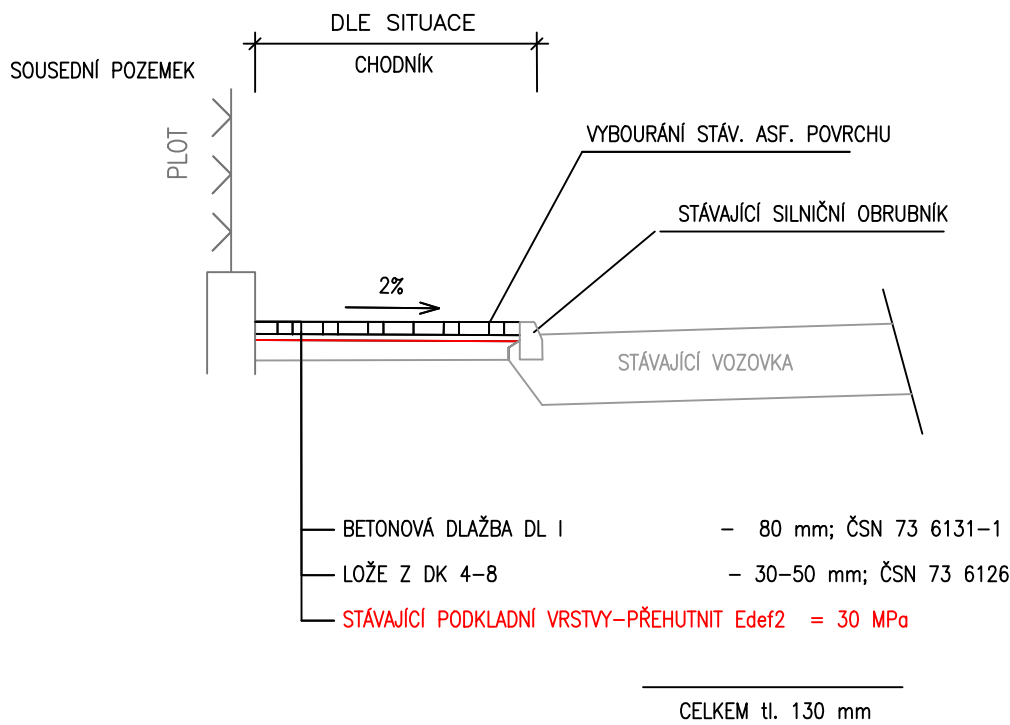 DLE SITUACE
CHODNÍK
SOUSEDNÍ POZEMEK
PLOT
VYBOURÁNÍ STÁV. ASF. POVRCHU
STÁVAJÍCÍ SILNIČNÍ OBRUBNÍK
2%
STÁVAJÍCÍ VOZOVKA
BETONOVÁ DLAŽBA DL I - 80 mm; ČSN 73 6131-1
LOŽE Z DK 4-8 - 30-50 mm; ČSN 73 6126
STÁVAJÍCÍ PODKLADNÍ VRSTVY-PŘEHUTNIT Edef2 = 30 MPa
CELKEM tl. 130 mm